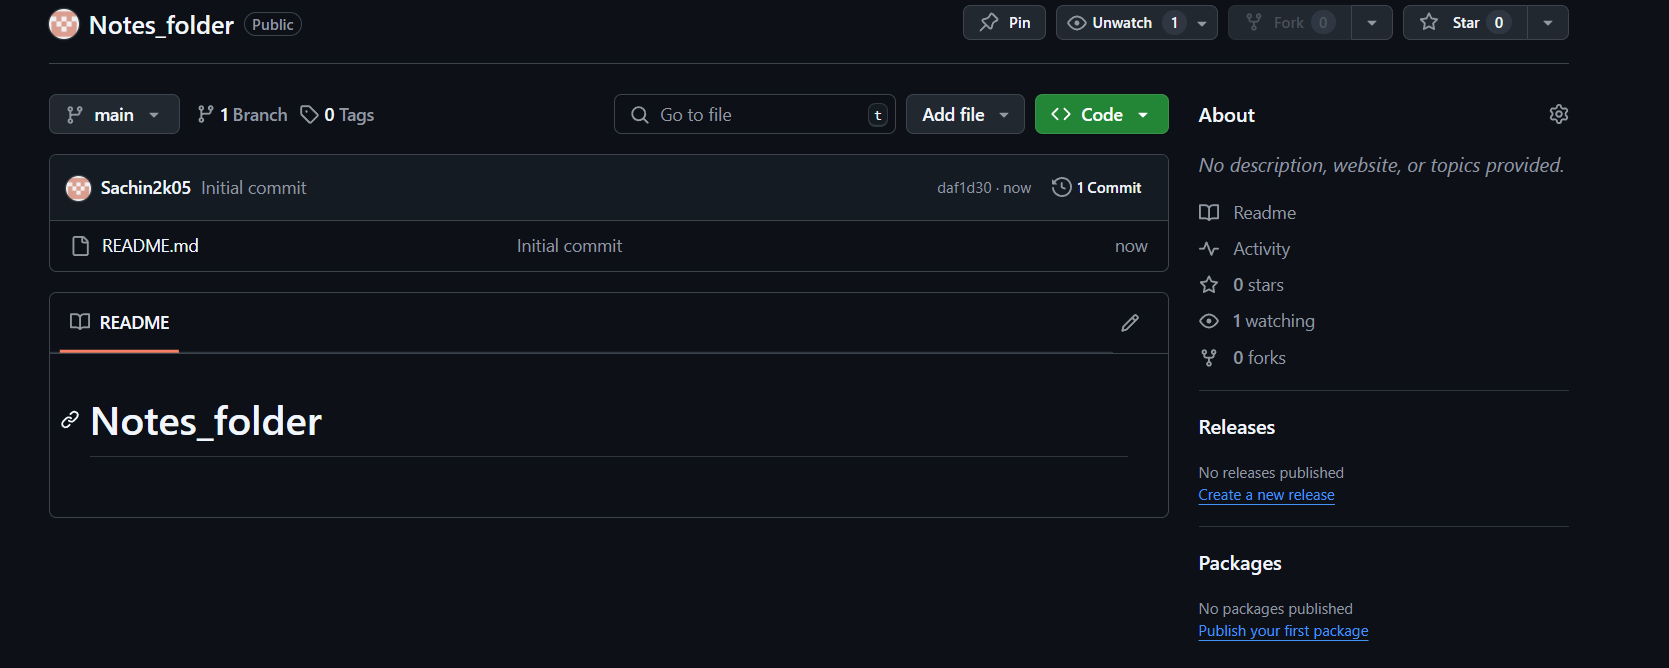 Notes_folder Public Pin Unwatch 1 Fork 0 Star 0
main 1 Branch 0 Tags Go to file t Add file Code
Sachin2k05 Initial commit daf1d30 · now 1 Commit
README.md Initial commit now
README
Notes_folder
About
No description, website, or topics provided.
Readme
Activity
0 stars
1 watching
0 forks
Releases
No releases published
Create a new release
Packages
No packages published
Publish your first package